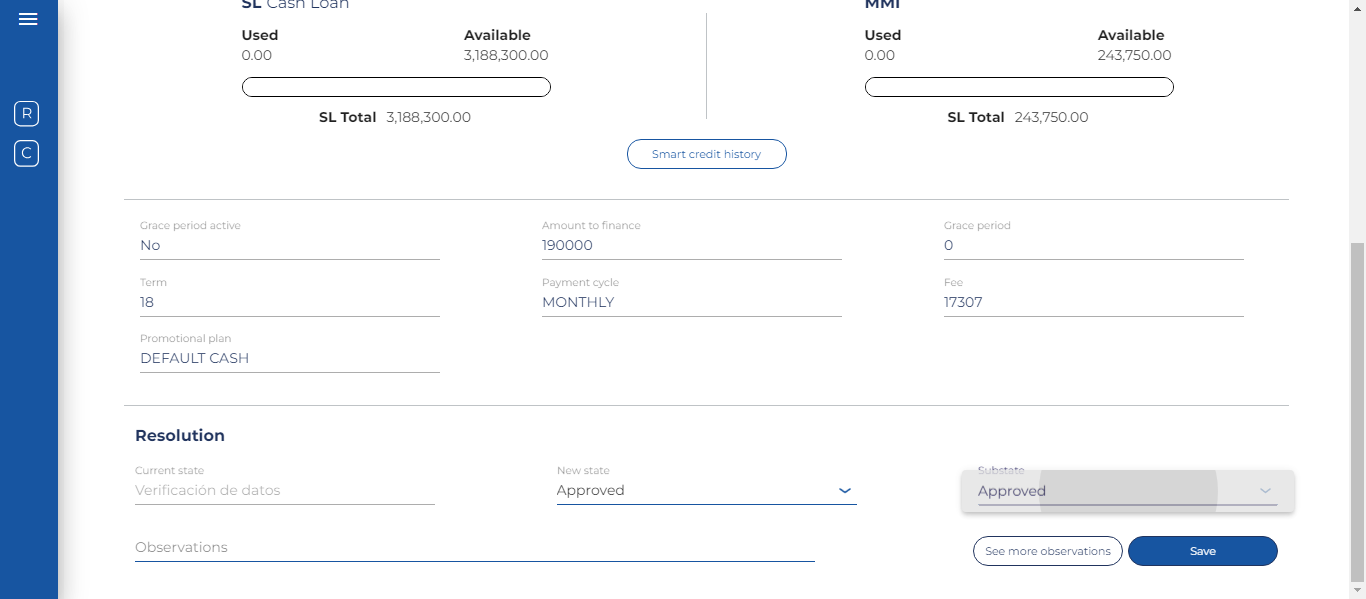 SL Cash Loan
MMI
Used
Available
Used
Available
0.00
3,188,300.00
0.00
243,750.00
SL Total 3,188,300.00
SL Total 243,750.00
R
C
Smart credit history
Grace period active
Amount to finance
Grace period
No
190000
0
Term
Payment cycle
Fee
18
MONTHLY
17307
Promotional plan
DEFAULT CASH
Resolution
Current state
New state
Substate
Verificación de datos
Approved
Approved
Observations
See more observations
Save